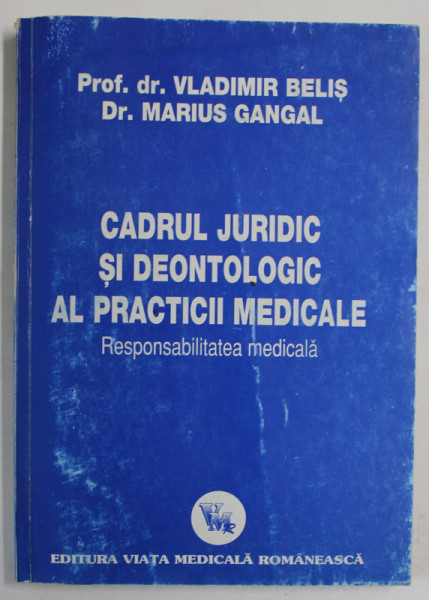 Prof. dr. VLADIMIR BELIȘ
Dr. MARIUS GANGAL
CADRUL JURIDIC
ȘI DEONTOLOGIC
AL PRACTICII MEDICALE
Responsabilitatea medicală
VMR
EDITURA VIAȚA MEDICALĂ ROMÂNEASCĂ